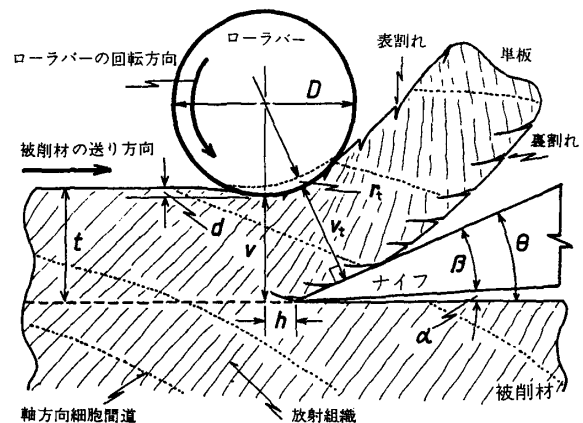 ローラバー
ローラバーの回転方向
表割れ
単板
D
被削材の送り方向
裏割れ
t
d
v
vt
rt
ナイフ
β
θ
h
α
被削材
軸方向細胞間道
放射組織